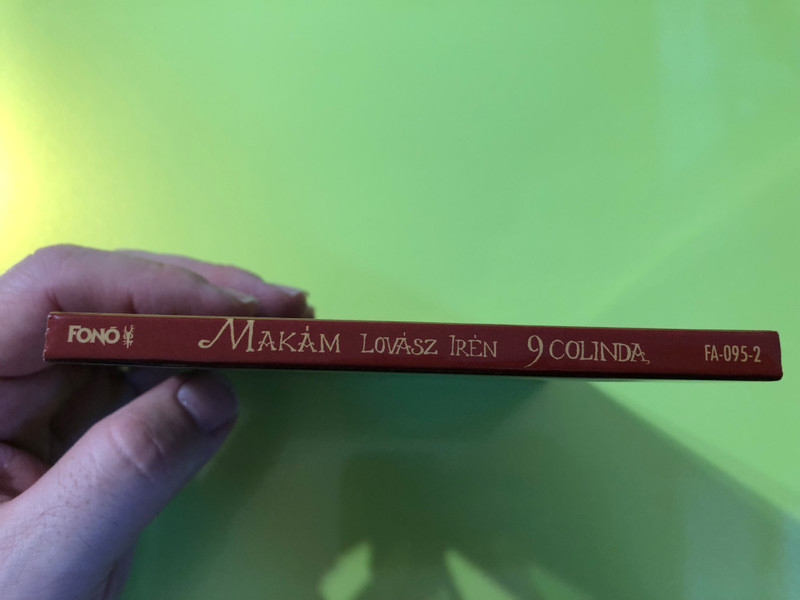 FONÓ MAKÁM LOVÁSZ IRÉN 9 COLINDA FA-095-2